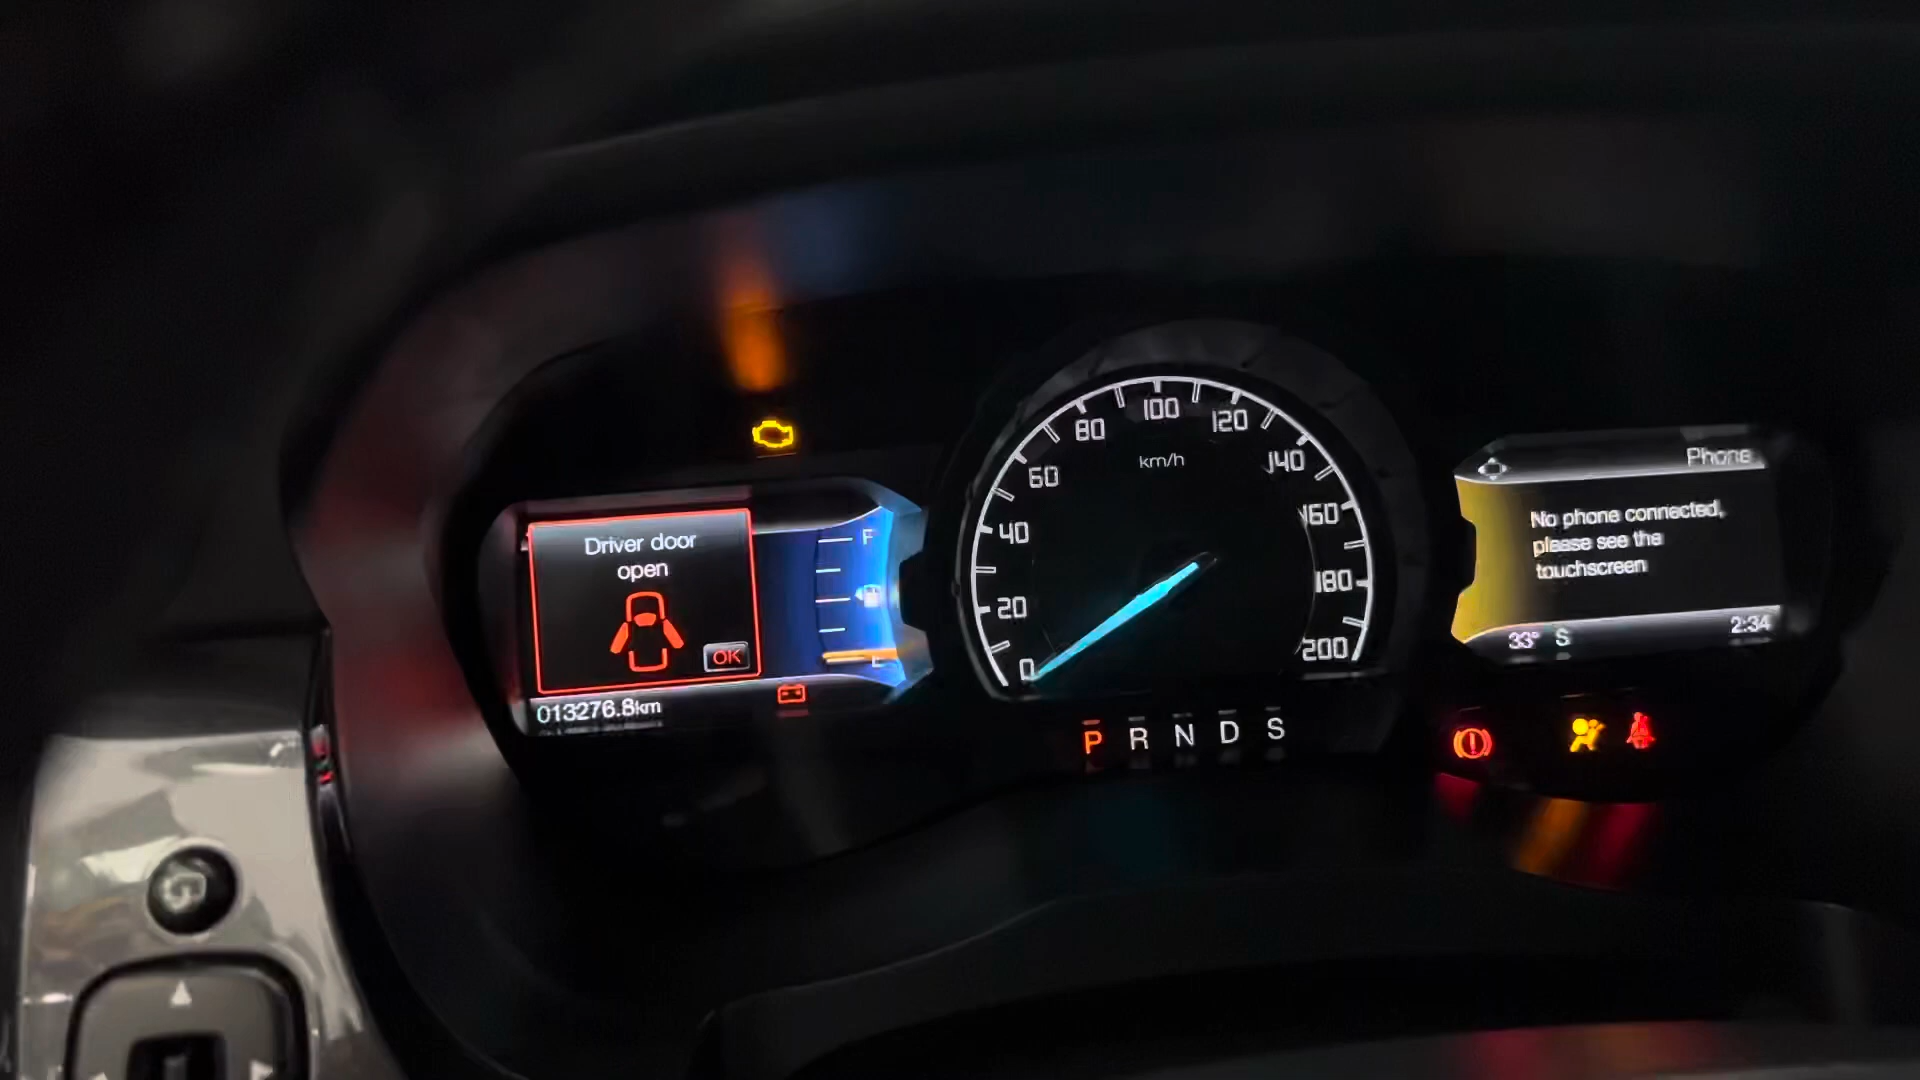 Driver door
open
OK
F
E
013276.8km
0
20
40
60
80
100
120
140
160
180
200
km/h
P R N D S
Phone
No phone connected,
please see the
touchscreen
33° S
2:34